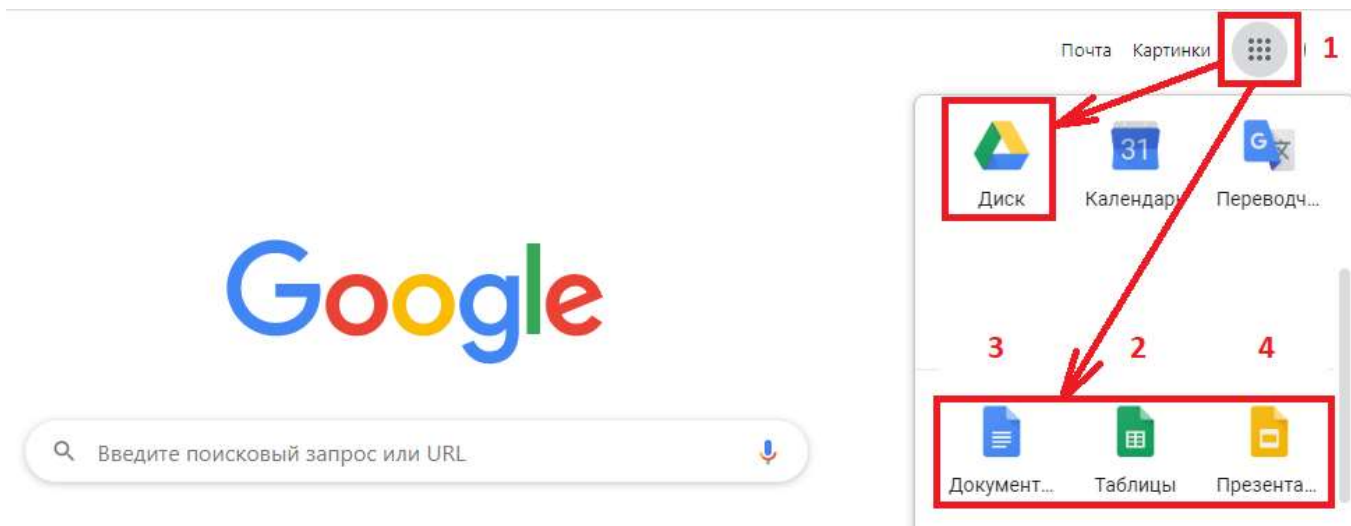 Почта Картинки 1
31 G 文
Диск Календарь Переводч...
Google
3 2 4
Введите поисковый запрос или URL
Документ... Таблицы Презента...